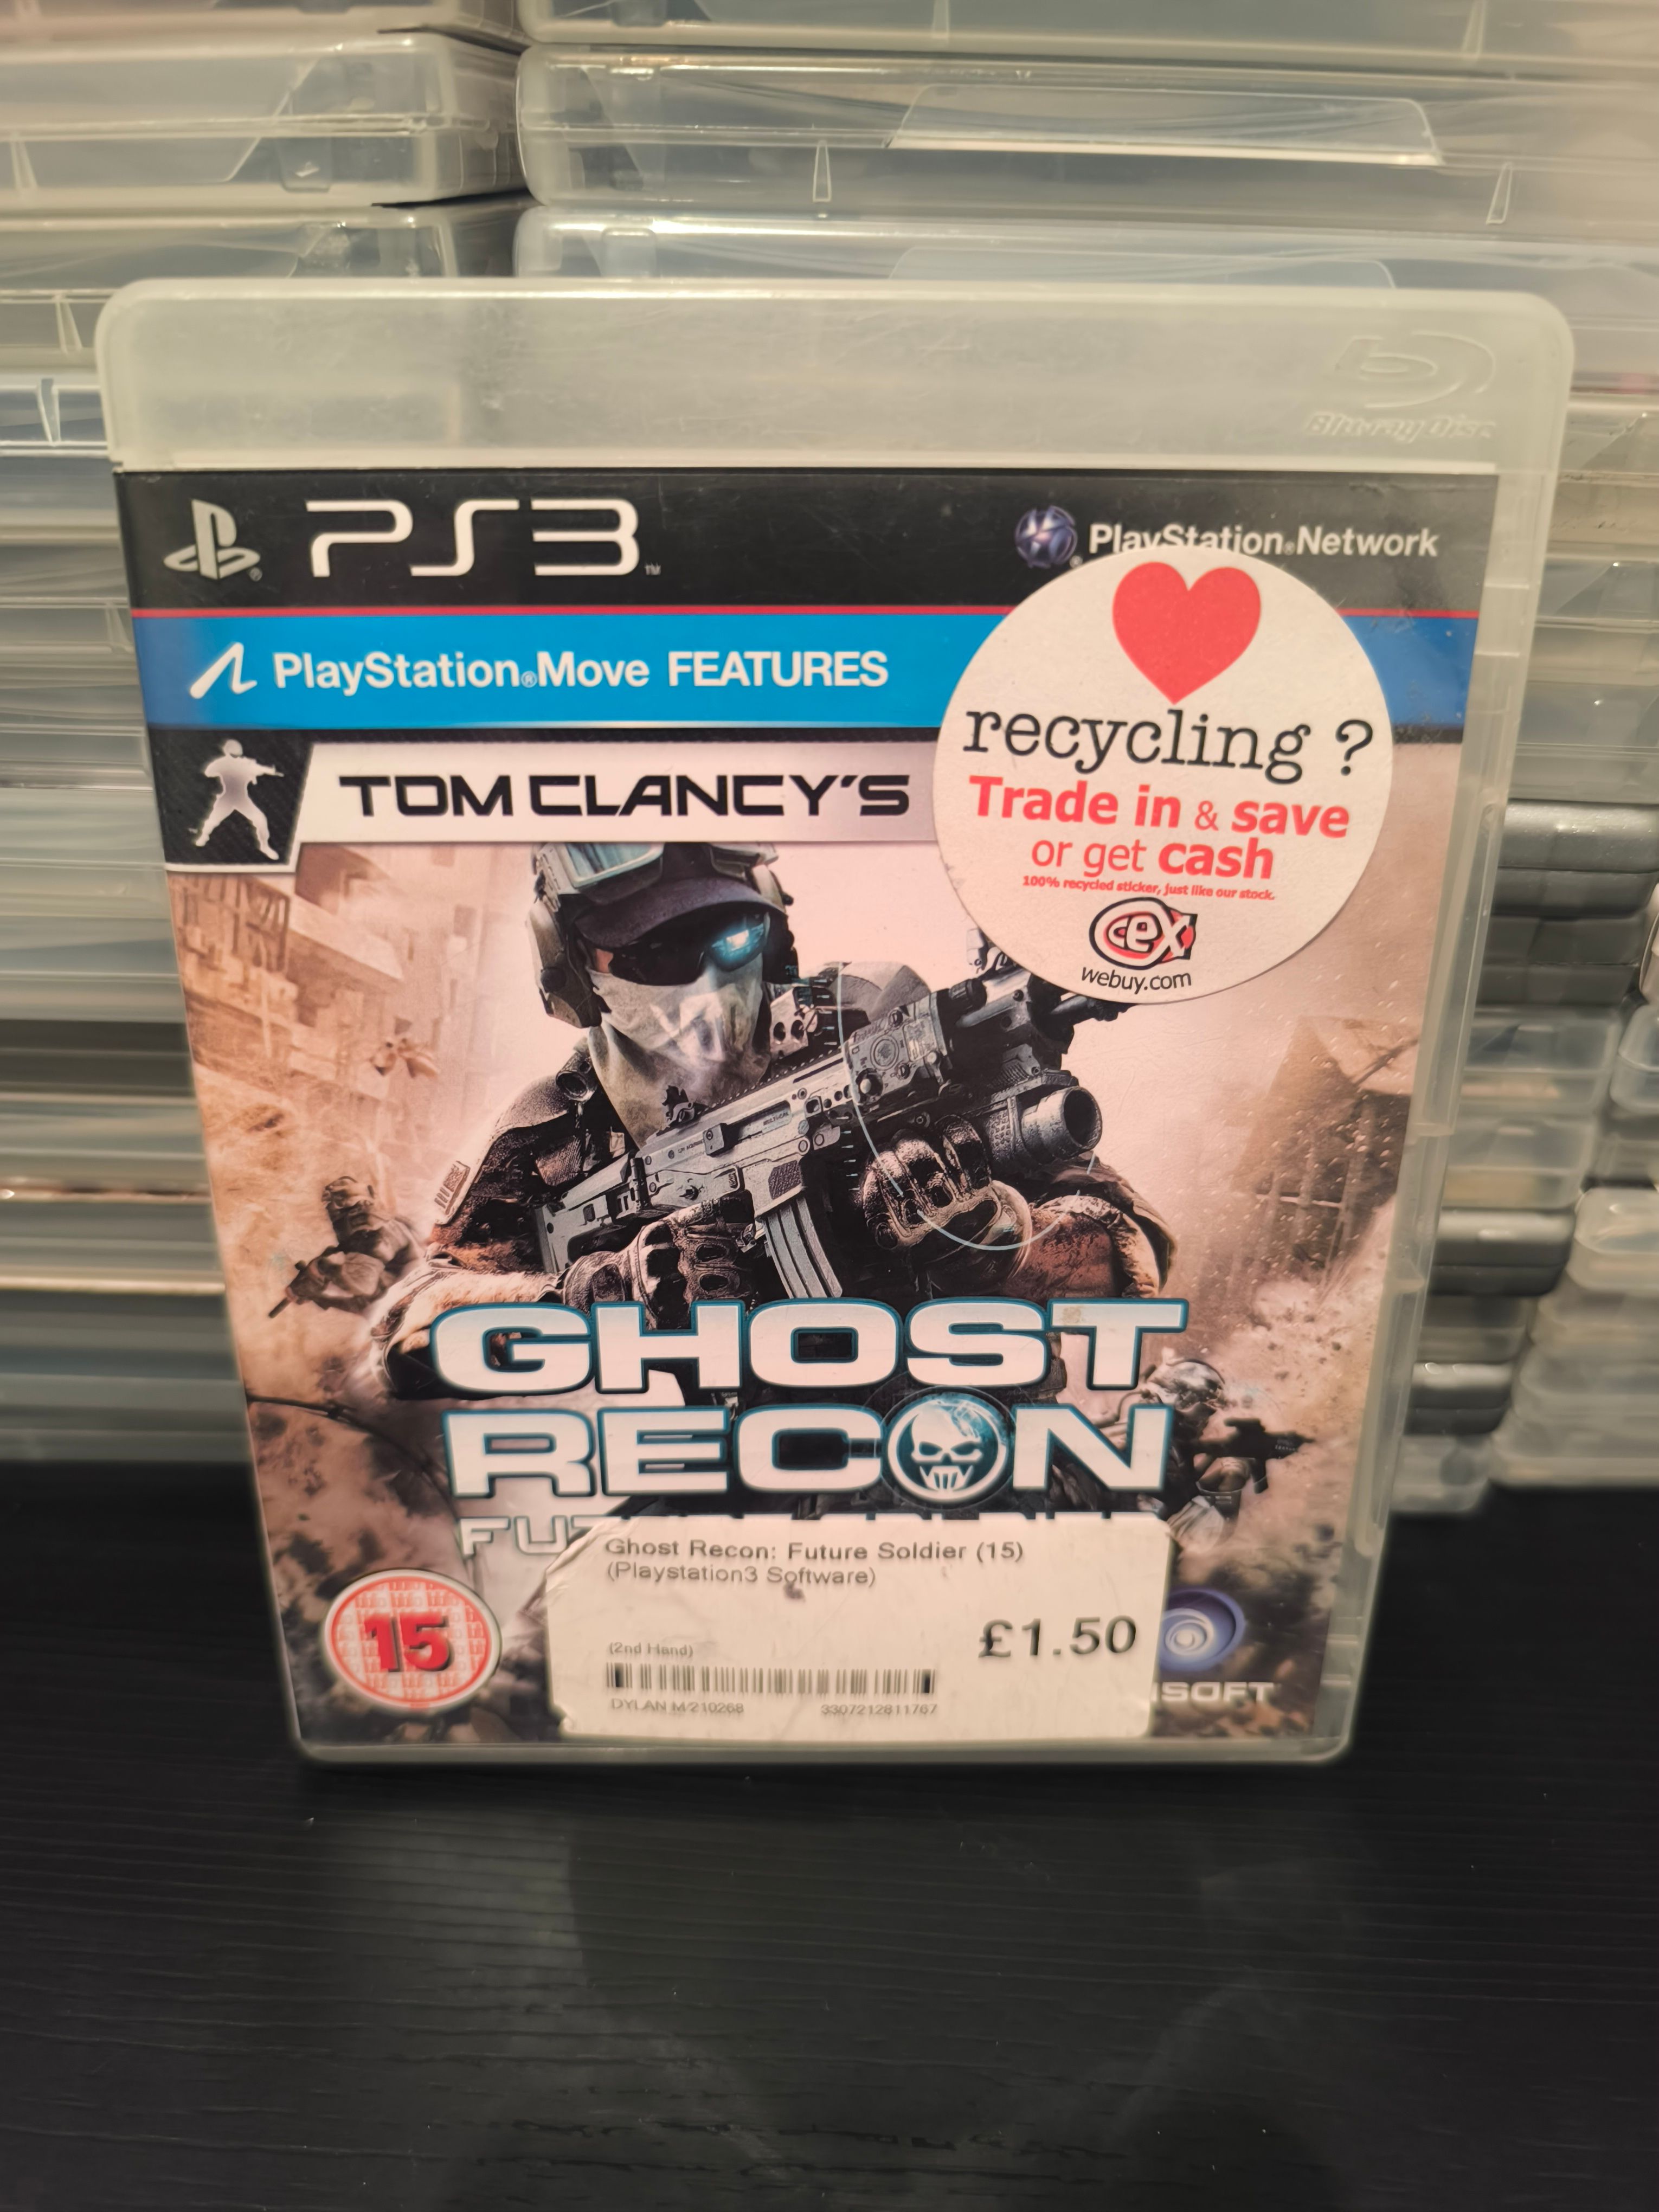 Blu-ray Disc
PS3
PlayStation®Network
PlayStation®Move FEATURES
TOM CLANCY'S
recycling ?
Trade in & save
or get cash
100% recycled sticker, just like our stock.
cex
webuy.com
GHOST
RECON
Ghost Recon: Future Soldier (15)
(Playstation3 Software)
£1.50
(2nd Hand)
DYLAN M/210268 3307212811767
15